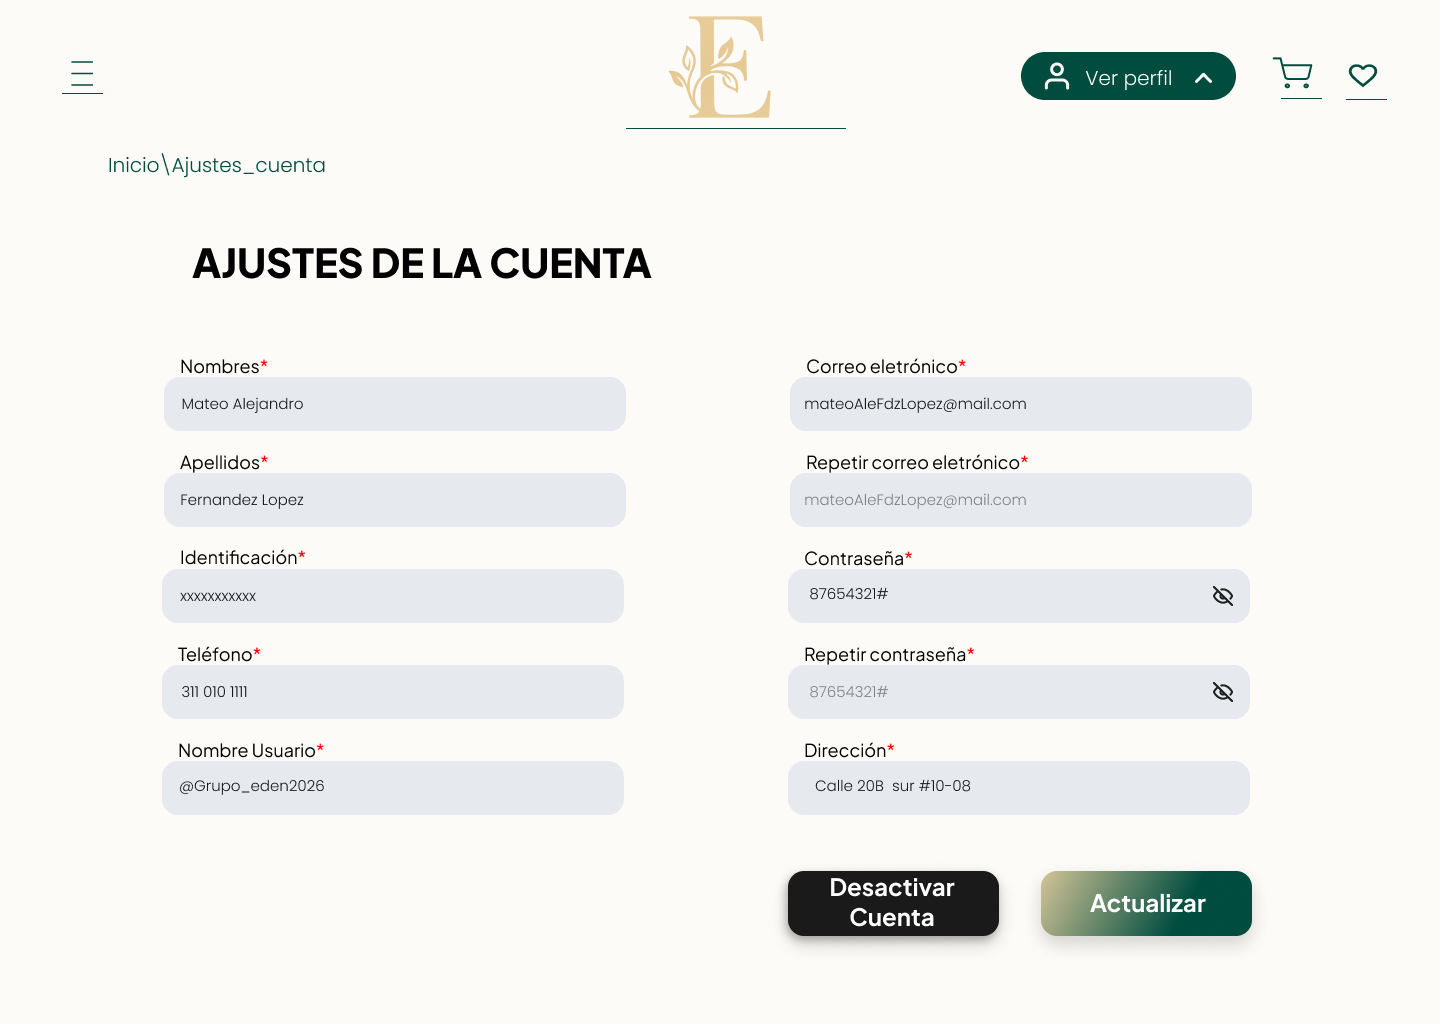 E
Ver perfil
Inicio\Ajustes_cuenta
AJUSTES DE LA CUENTA
Nombres*
Mateo Alejandro
Apellidos*
Fernandez Lopez
Identificación*
xxxxxxxxxxx
Teléfono*
311 010 1111
Nombre Usuario*
@Grupo_eden2026
Correo eletrónico*
mateoAleFdzLopez@mail.com
Repetir correo eletrónico*
mateoAleFdzLopez@mail.com
Contraseña*
87654321#
Repetir contraseña*
87654321#
Dirección*
Calle 20B  sur #10-08
Desactivar
Cuenta
Actualizar